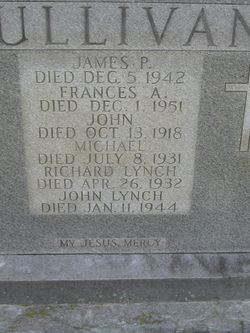 ULLIVAN
JAMES P.
DIED DEC. 5 1942
FRANCES A.
DIED DEC. 1, 1951
JOHN
DIED OCT 13, 1918
MICHAEL
DIED JULY 8, 1931
RICHARD LYNCH
DIED APR. 26, 1932
JOHN LYNCH
DIED JAN. 11, 1944
MY JESUS, MERCY